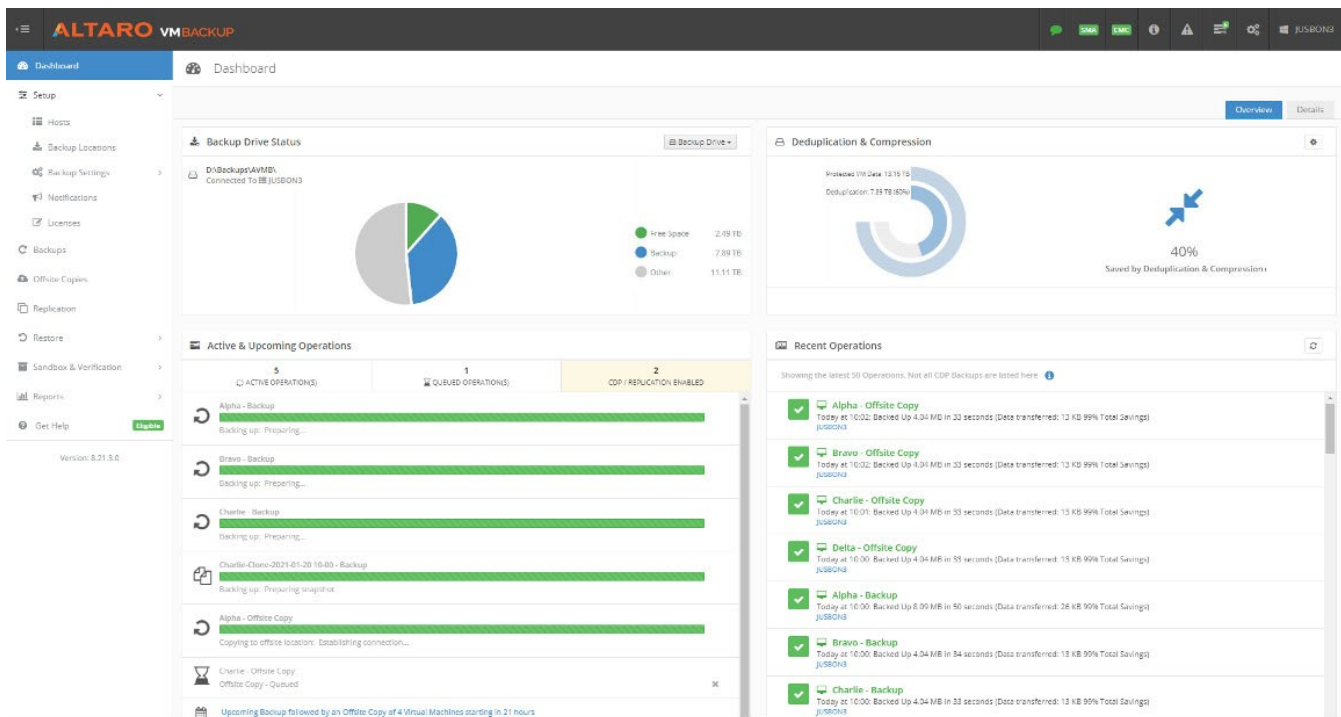 ALTARO VMBACKUP
SMA
CMC
JUSBON3
Dashboard
Setup
Hosts
Backup Locations
Backup Settings
Notifications
Licenses
Backups
Offsite Copies
Replication
Restore
Sandbox & Verification
Reports
Get Help
Eligible
Version: 8.21.3.0
Dashboard
Overview
Details
Backup Drive Status
Backup Drive
D:\Backups\AVMB\
Connected To JUSBON3
Free Space 2.49 TB
Backup 7.89 TB
Other 11.11 TB
Deduplication & Compression
Protected VM Data: 13.16 TB
Deduplication: 7.89 TB (60%)
40%
Saved by Deduplication & Compression
Active & Upcoming Operations
5
ACTIVE OPERATION(S)
1
QUEUED OPERATION(S)
2
CDP / REPLICATION ENABLED
Alpha - Backup
Backing up: Preparing...
Bravo - Backup
Backing up: Preparing...
Charlie - Backup
Backing up: Preparing...
Charlie-Clone-2021-01-20 10-00 - Backup
Backing up: Preparing snapshot
Alpha - Offsite Copy
Copying to offsite location: Establishing connection...
Charlie - Offsite Copy
Offsite Copy - Queued
Upcoming Backup followed by an Offsite Copy of 4 Virtual Machines starting in 21 hours
Recent Operations
Showing the latest 50 Operations. Not all CDP Backups are listed here
Alpha - Offsite Copy
Today at 10:02: Backed Up 4.04 MB in 33 seconds (Data transferred: 13 KB 99% Total Savings)
JUSBON3
Bravo - Offsite Copy
Today at 10:02: Backed Up 4.04 MB in 33 seconds (Data transferred: 13 KB 99% Total Savings)
JUSBON3
Charlie - Offsite Copy
Today at 10:01: Backed Up 4.04 MB in 33 seconds (Data transferred: 13 KB 99% Total Savings)
JUSBON3
Delta - Offsite Copy
Today at 10:00: Backed Up 4.04 MB in 35 seconds (Data transferred: 13 KB 99% Total Savings)
JUSBON3
Alpha - Backup
Today at 10:00: Backed Up 8.09 MB in 50 seconds (Data transferred: 26 KB 99% Total Savings)
JUSBON3
Bravo - Backup
Today at 10:00: Backed Up 4.04 MB in 34 seconds (Data transferred: 13 KB 99% Total Savings)
JUSBON3
Charlie - Backup
Today at 10:00: Backed Up 4.04 MB in 33 seconds (Data transferred: 13 KB 99% Total Savings)